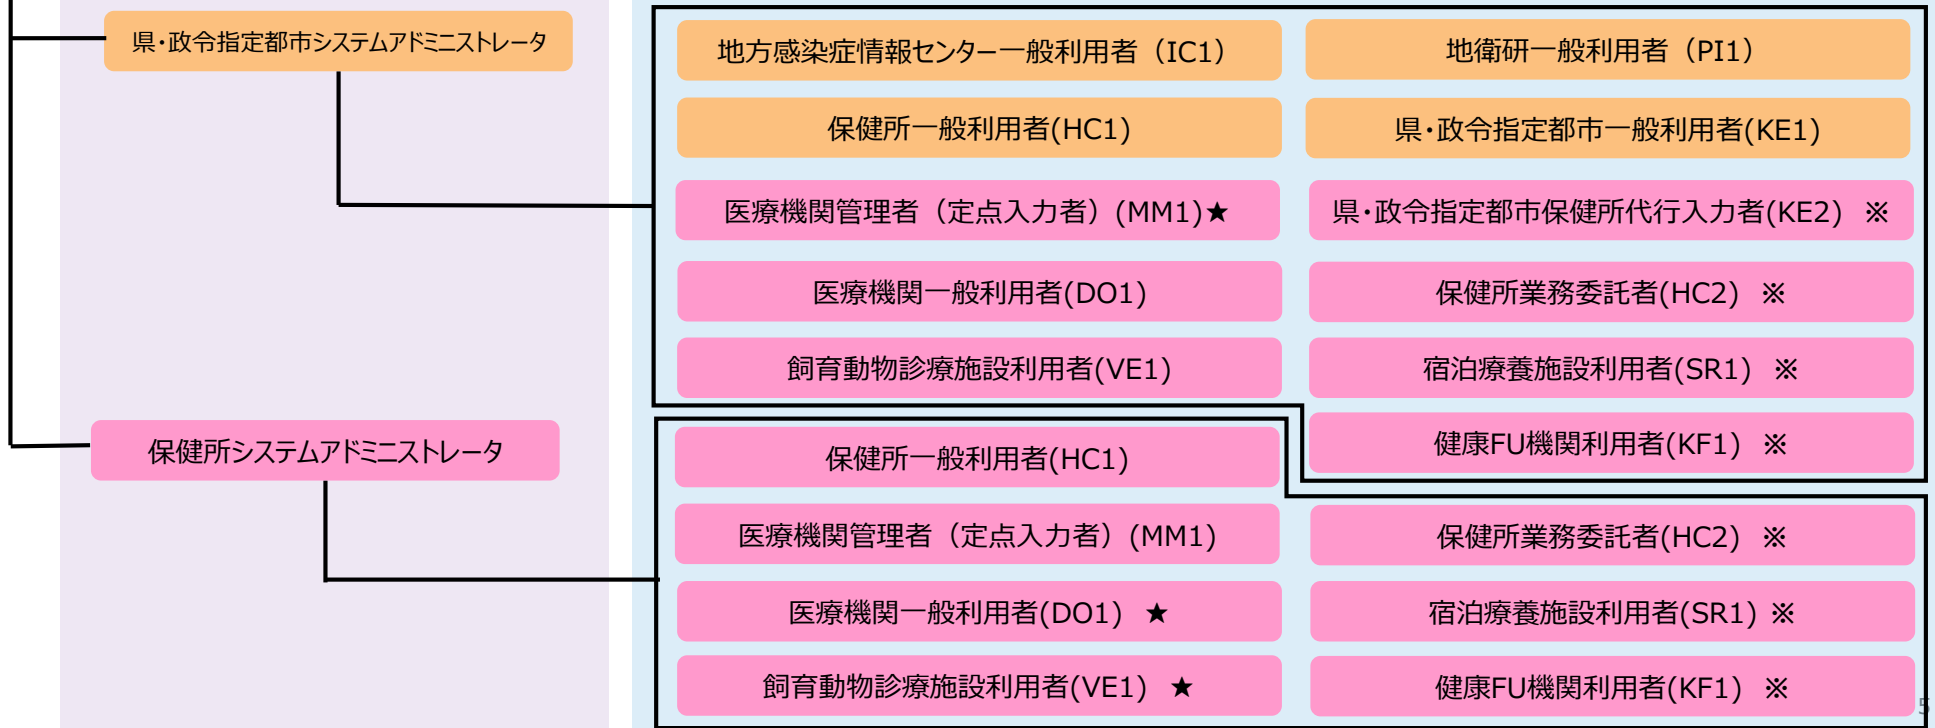 県・政令指定都市システムアドミニストレータ
地方感染症情報センター一般利用者（IC1）
地衛研一般利用者（PI1）
保健所一般利用者(HC1)
県・政令指定都市一般利用者(KE1)
医療機関管理者（定点入力者）(MM1)★
県・政令指定都市保健所代行入力者(KE2) ※
医療機関一般利用者(DO1)
保健所業務委託者(HC2) ※
飼育動物診療施設利用者(VE1)
宿泊療養施設利用者(SR1) ※
健康FU機関利用者(KF1) ※
保健所システムアドミニストレータ
保健所一般利用者(HC1)
医療機関管理者（定点入力者）(MM1)
保健所業務委託者(HC2) ※
医療機関一般利用者(DO1) ★
宿泊療養施設利用者(SR1) ※
飼育動物診療施設利用者(VE1) ★
健康FU機関利用者(KF1) ※
5